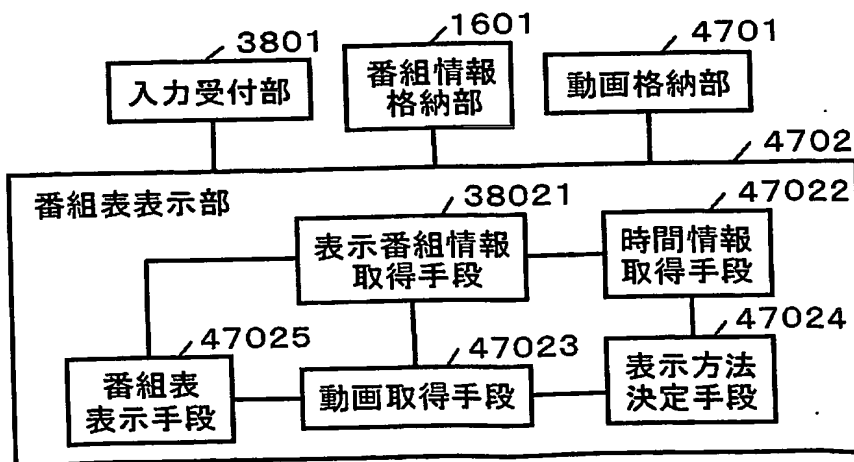 3801
入力受付部
1601
番組情報
格納部
4701
動画格納部
4702
番組表表示部
38021
表示番組情報
取得手段
47022
時間情報
取得手段
47025
番組表
表示手段
47023
動画取得手段
47024
表示方法
決定手段